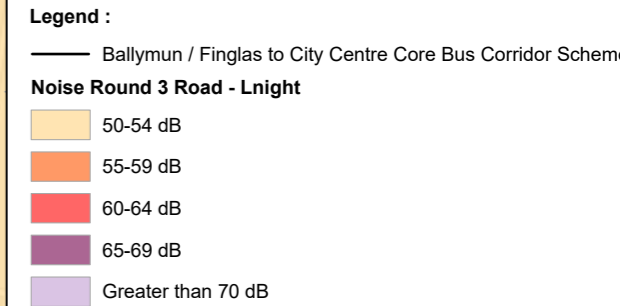 Legend :
Ballymun / Finglas to City Centre Core Bus Corridor
Noise Round 3 Road - Lnight
50-54 dB
55-59 dB
60-64 dB
65-69 dB
Greater than 70 dB